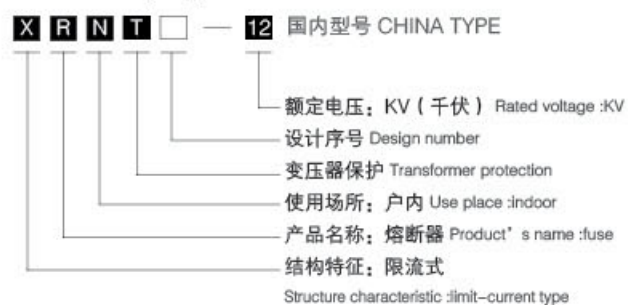 X R N T □ — 12 国内型号 CHINA TYPE
额定电压：KV（千伏） Rated voltage :KV
设计序号 Design number
变压器保护 Transformer protection
使用场所：户内 Use place :indoor
产品名称：熔断器 Product’ s name :fuse
结构特征：限流式
Structure characteristic :limit–current type